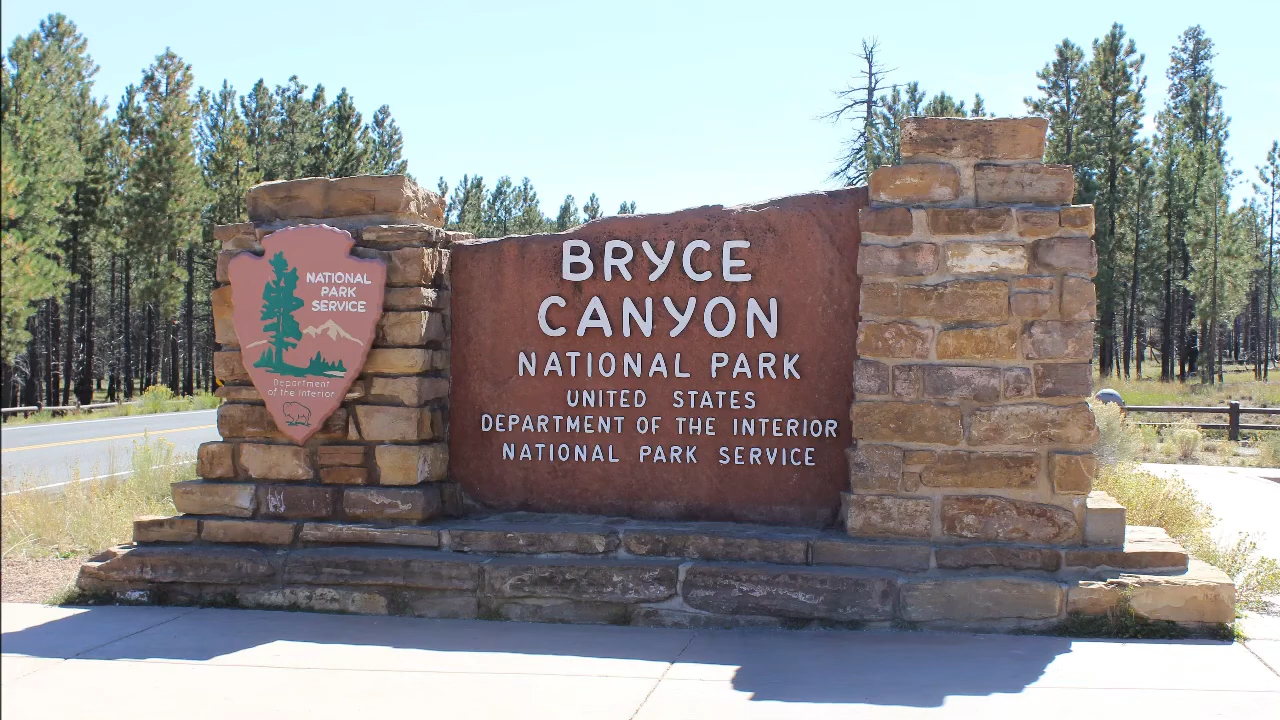 NATIONAL
PARK
SERVICE
Department
of the Interior
BRYCE
CANYON
NATIONAL PARK
UNITED STATES
DEPARTMENT OF THE INTERIOR
NATIONAL PARK SERVICE